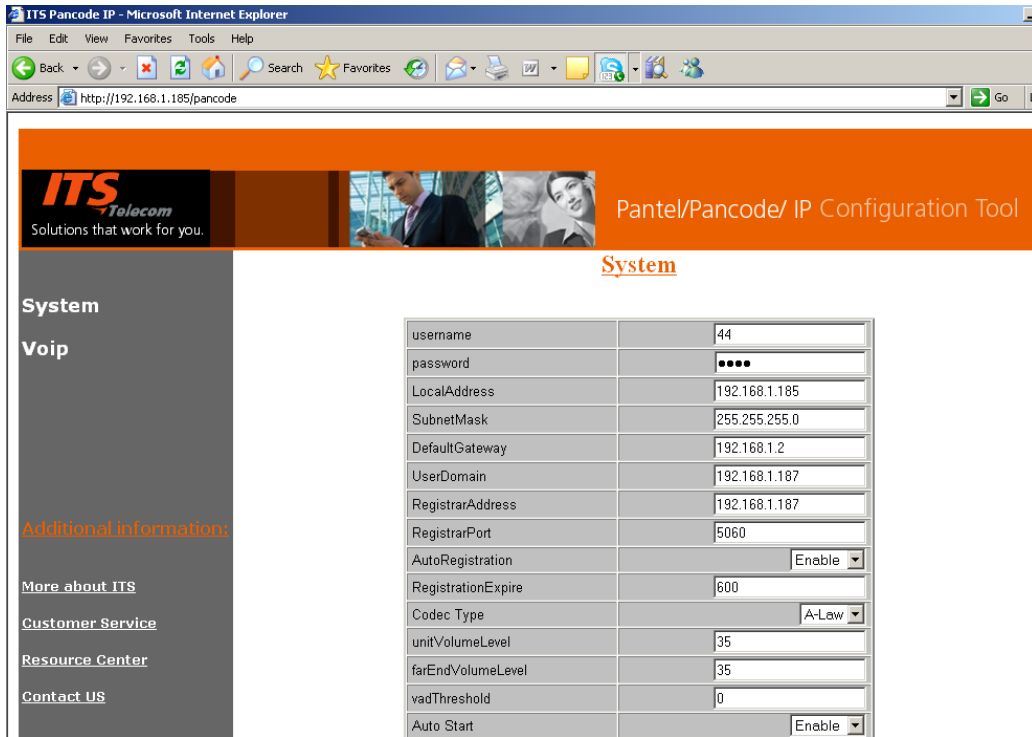 ITS Pancode IP - Microsoft Internet Explorer
File Edit View Favorites Tools Help
Back Search Favorites
Address http://192.168.1.185/pancode Go
ITS
Telecom
Solutions that work for you.
Pantel/Pancode/ IP Configuration Tool
System
System
Voip
username 44
password ●●●●
LocalAddress 192.168.1.185
SubnetMask 255.255.255.0
DefaultGateway 192.168.1.2
UserDomain 192.168.1.187
RegistrarAddress 192.168.1.187
RegistrarPort 5060
AutoRegistration Enable
RegistrationExpire 600
Codec Type A-Law
unitVolumeLevel 35
farEndVolumeLevel 35
vadThreshold 0
Auto Start Enable
Additional information:
More about ITS
Customer Service
Resource Center
Contact US